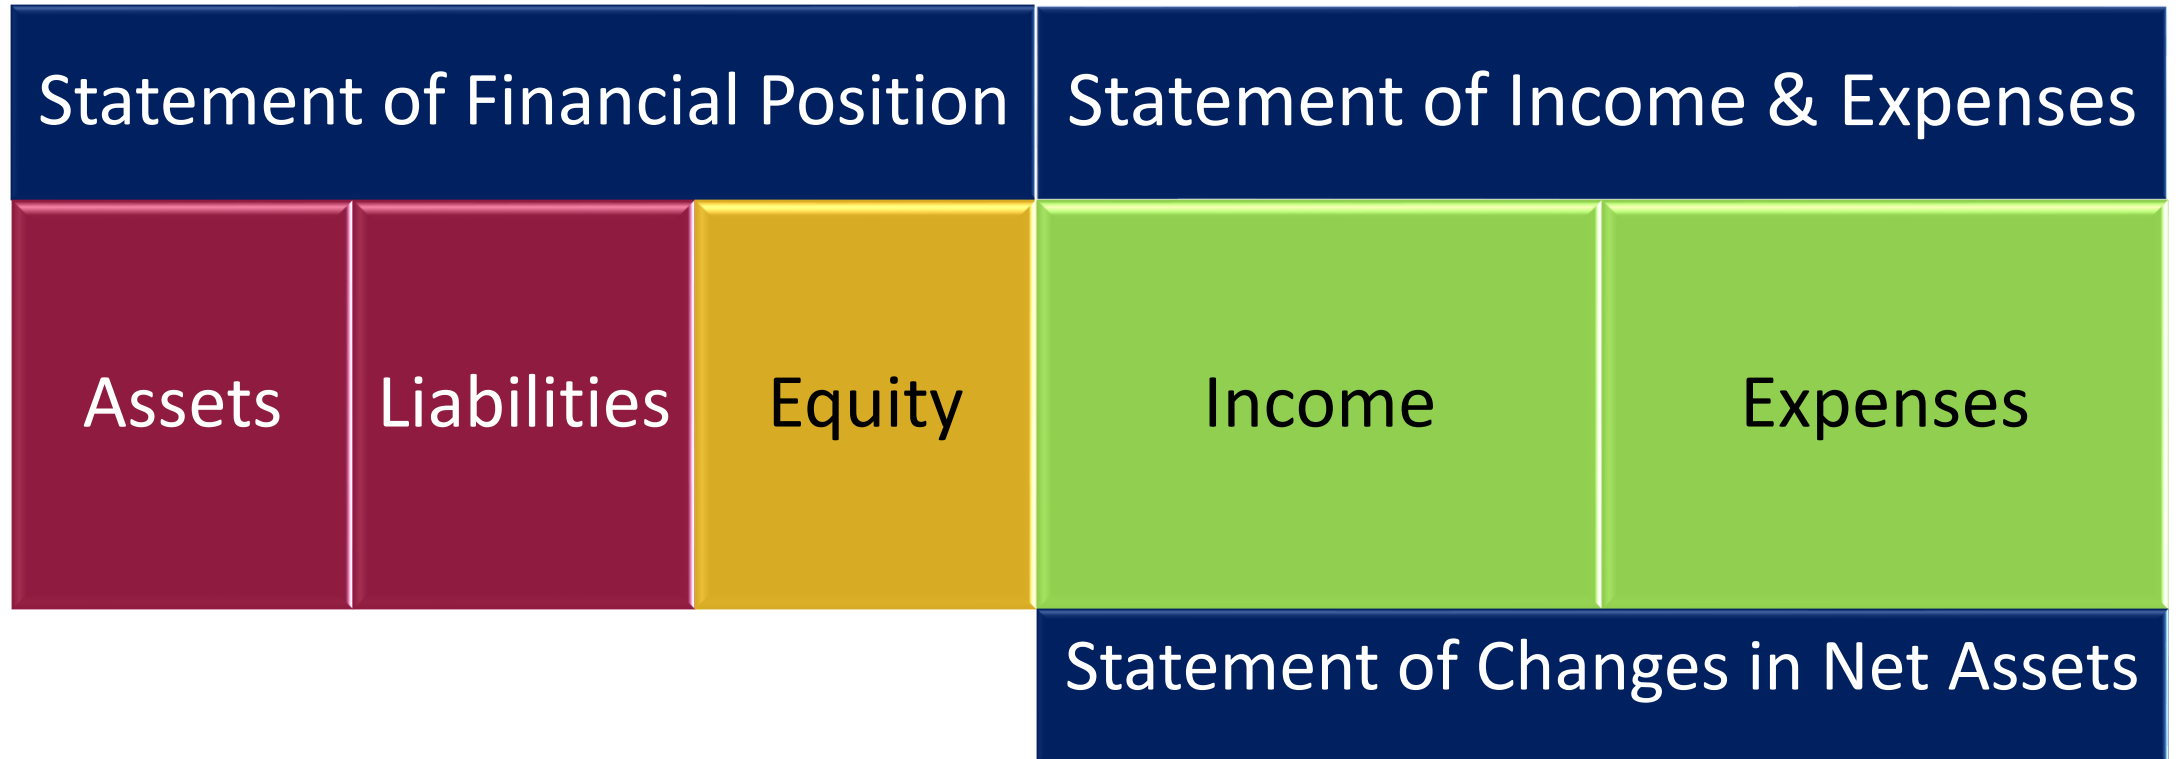 Statement of Financial Position
Statement of Income & Expenses
Assets
Liabilities
Equity
Income
Expenses
Statement of Changes in Net Assets